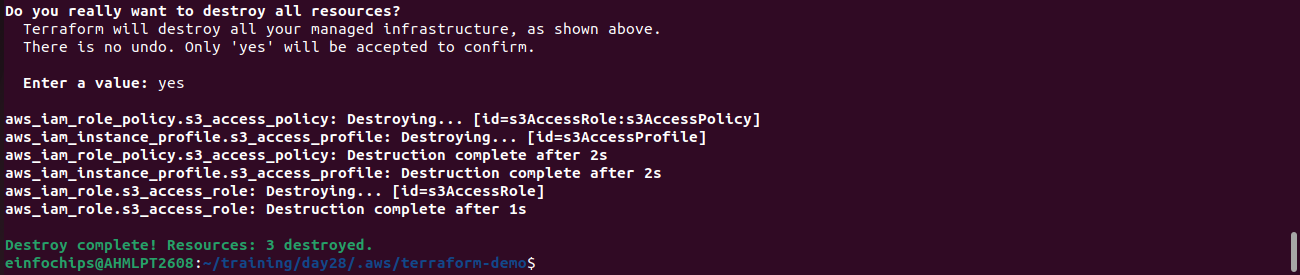 Do you really want to destroy all resources?
Terraform will destroy all your managed infrastructure, as shown above.
There is no undo. Only 'yes' will be accepted to confirm.
Enter a value: yes
aws_iam_role_policy.s3_access_policy: Destroying... [id=s3AccessRole:s3AccessPolicy]
aws_iam_instance_profile.s3_access_profile: Destroying... [id=s3AccessProfile]
aws_iam_role_policy.s3_access_policy: Destruction complete after 2s
aws_iam_instance_profile.s3_access_profile: Destruction complete after 2s
aws_iam_role.s3_access_role: Destroying... [id=s3AccessRole]
aws_iam_role.s3_access_role: Destruction complete after 1s
Destroy complete! Resources: 3 destroyed.
einfochips@AHMLPT2608:~/training/day28/.aws/terraform-demo$